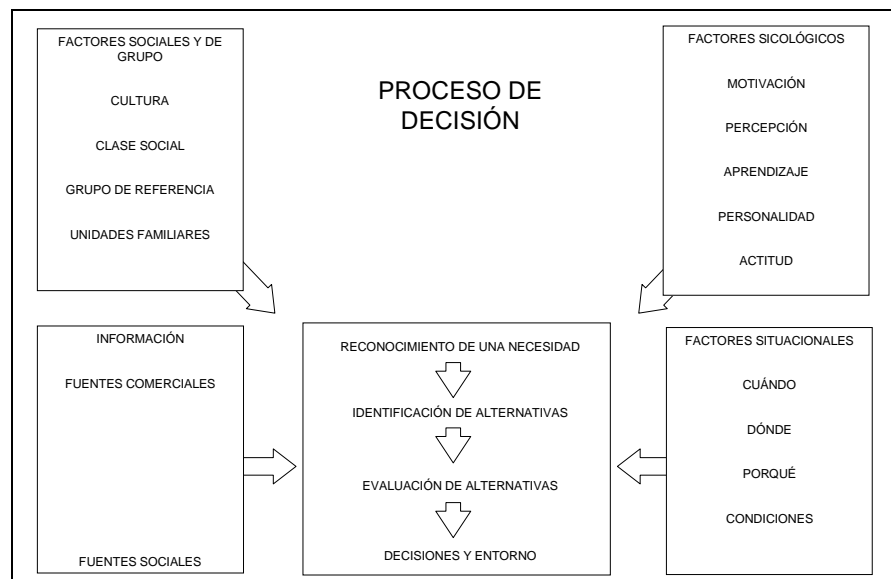 FACTORES SOCIALES Y DE
GRUPO
CULTURA
CLASE SOCIAL
GRUPO DE REFERENCIA
UNIDADES FAMILIARES
PROCESO DE
DECISIÓN
FACTORES SICOLÓGICOS
MOTIVACIÓN
PERCEPCIÓN
APRENDIZAJE
PERSONALIDAD
ACTITUD
INFORMACIÓN
FUENTES COMERCIALES
FUENTES SOCIALES
RECONOCIMIENTO DE UNA NECESIDAD
IDENTIFICACIÓN DE ALTERNATIVAS
EVALUACIÓN DE ALTERNATIVAS
DECISIONES Y ENTORNO
FACTORES SITUACIONALES
CUÁNDO
DÓNDE
PORQUÉ
CONDICIONES